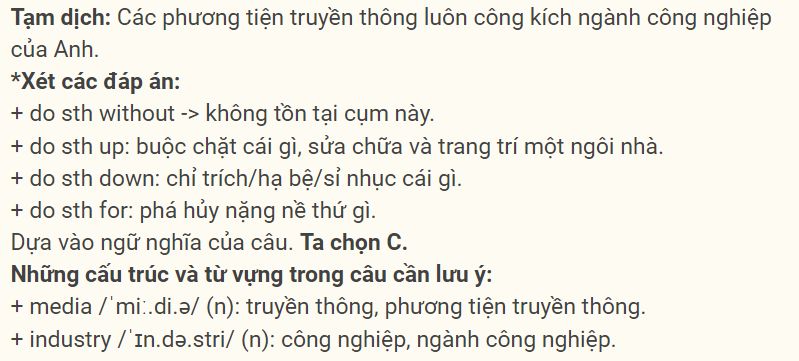 Tạm dịch: Các phương tiện truyền thông luôn công kích ngành công nghiệp
của Anh.
*Xét các đáp án:
+ do sth without -> không tồn tại cụm này.
+ do sth up: buộc chặt cái gì, sửa chữa và trang trí một ngôi nhà.
+ do sth down: chỉ trích/hạ bệ/sỉ nhục cái gì.
+ do sth for: phá hủy nặng nề thứ gì.
Dựa vào ngữ nghĩa của câu. Ta chọn C.
Những cấu trúc và từ vựng trong câu cần lưu ý:
+ media /ˈmiː.di.ə/ (n): truyền thông, phương tiện truyền thông.
+ industry /ˈɪn.də.stri/ (n): công nghiệp, ngành công nghiệp.